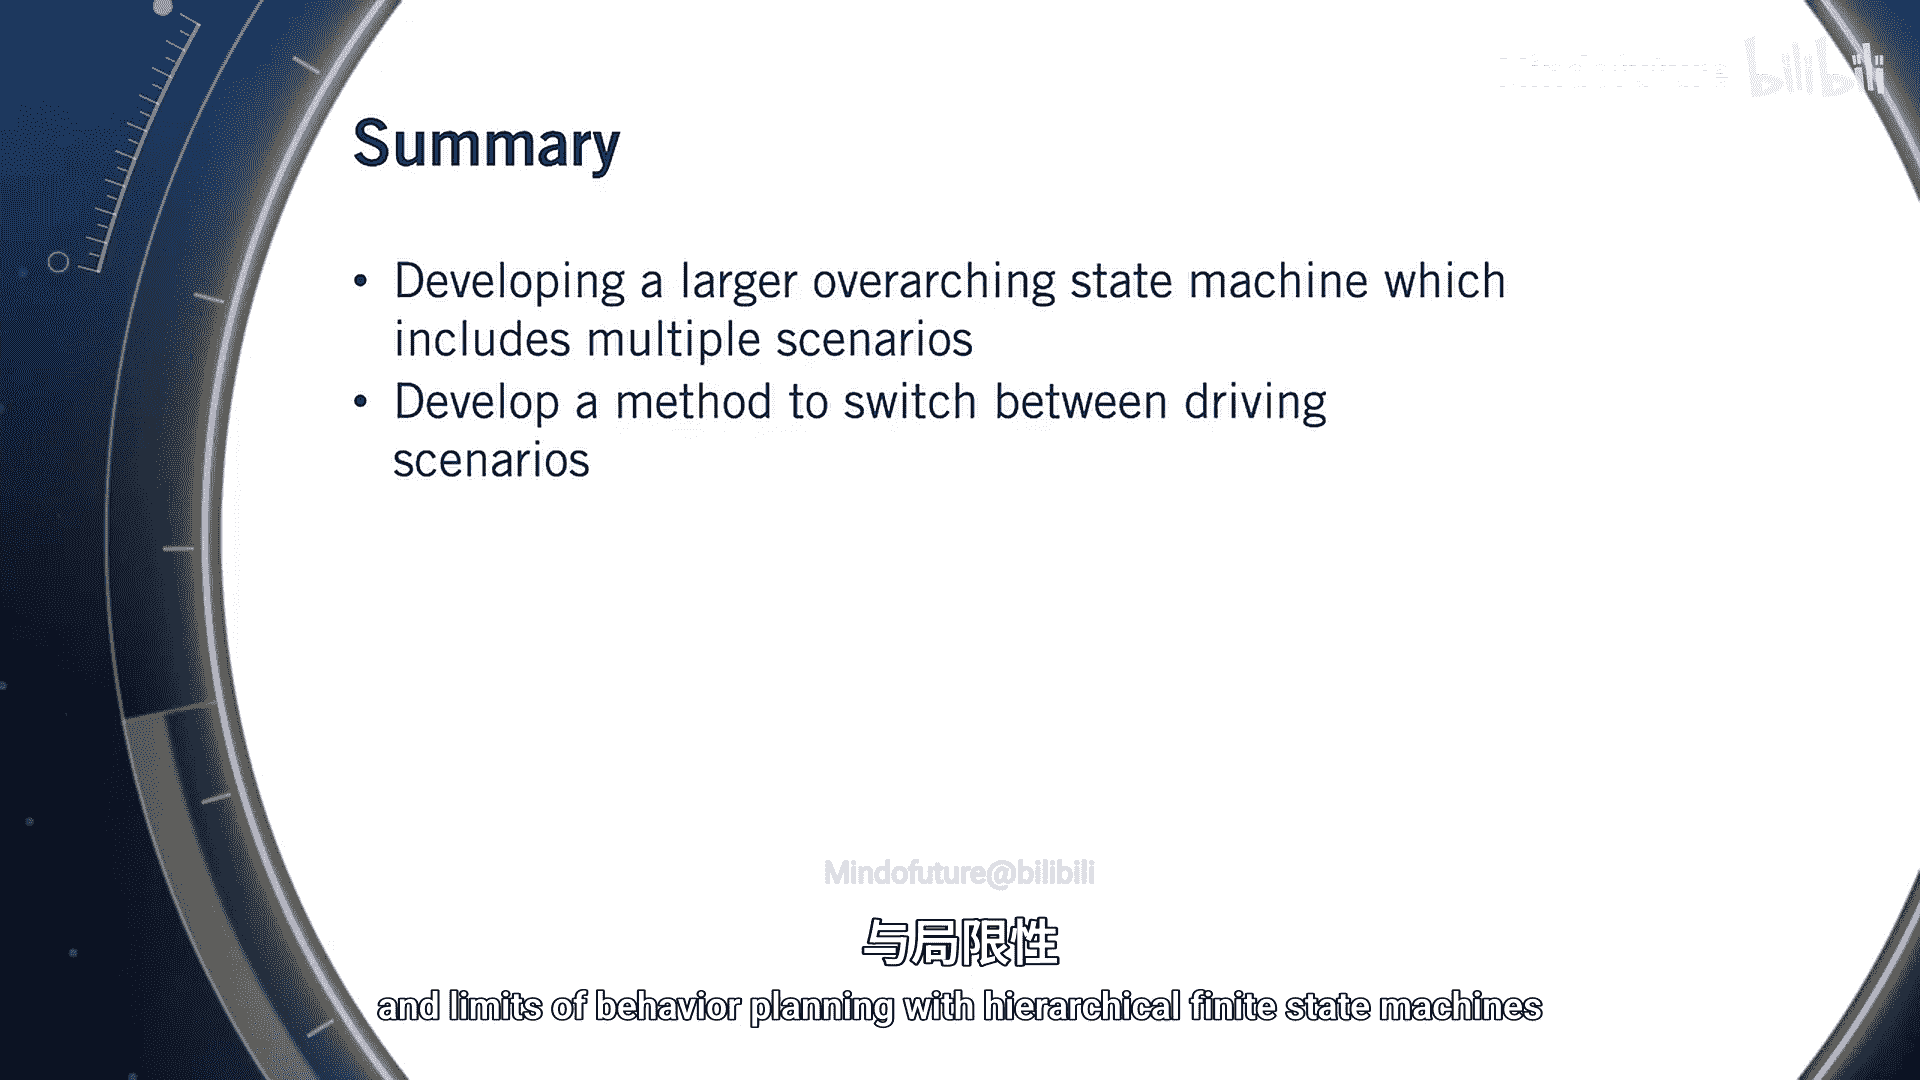 bilibili
Summary
• Developing a larger overarching state machine which
includes multiple scenarios
• Develop a method to switch between driving
scenarios
Mindofuture@bilibili
与局限性
and limits of behavior planning with hierarchical finite state machines